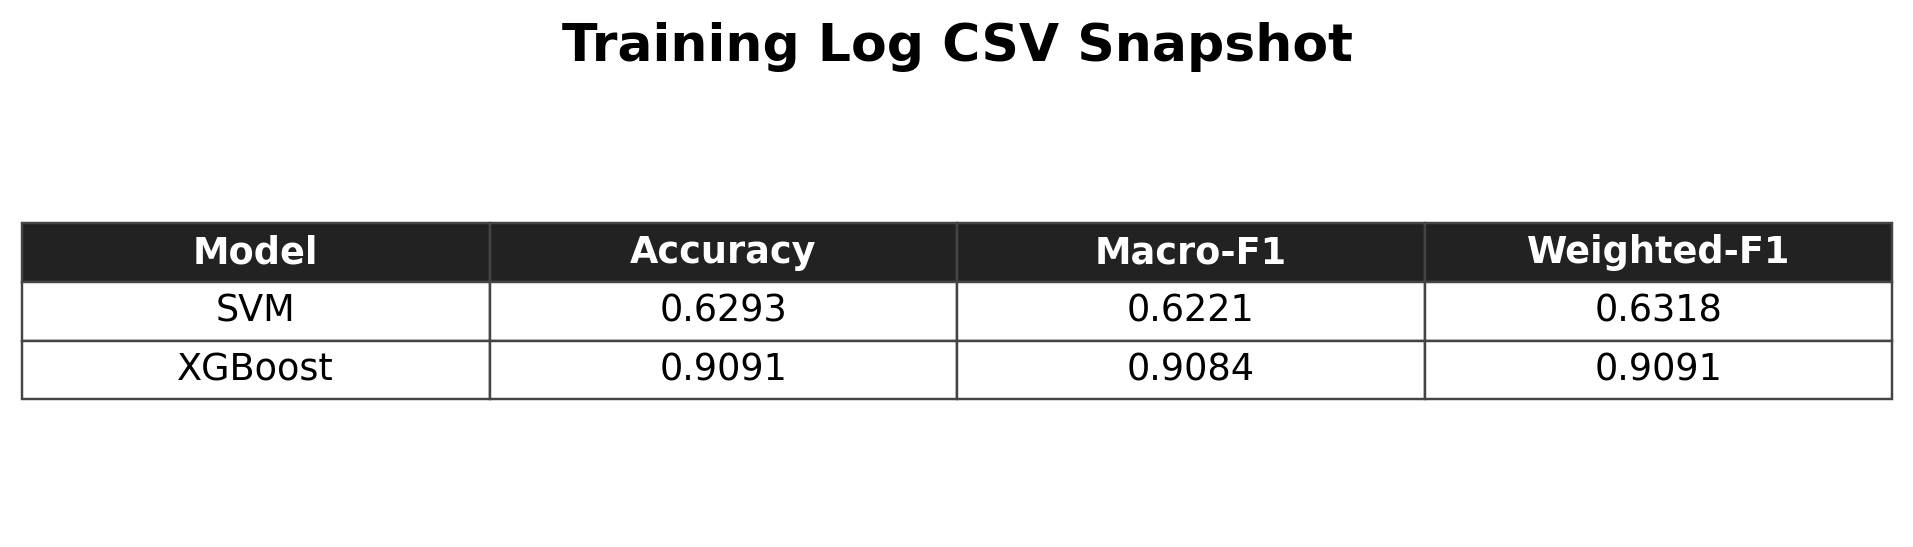 Training Log CSV Snapshot
Model Accuracy Macro-F1 Weighted-F1
SVM 0.6293 0.6221 0.6318
XGBoost 0.9091 0.9084 0.9091